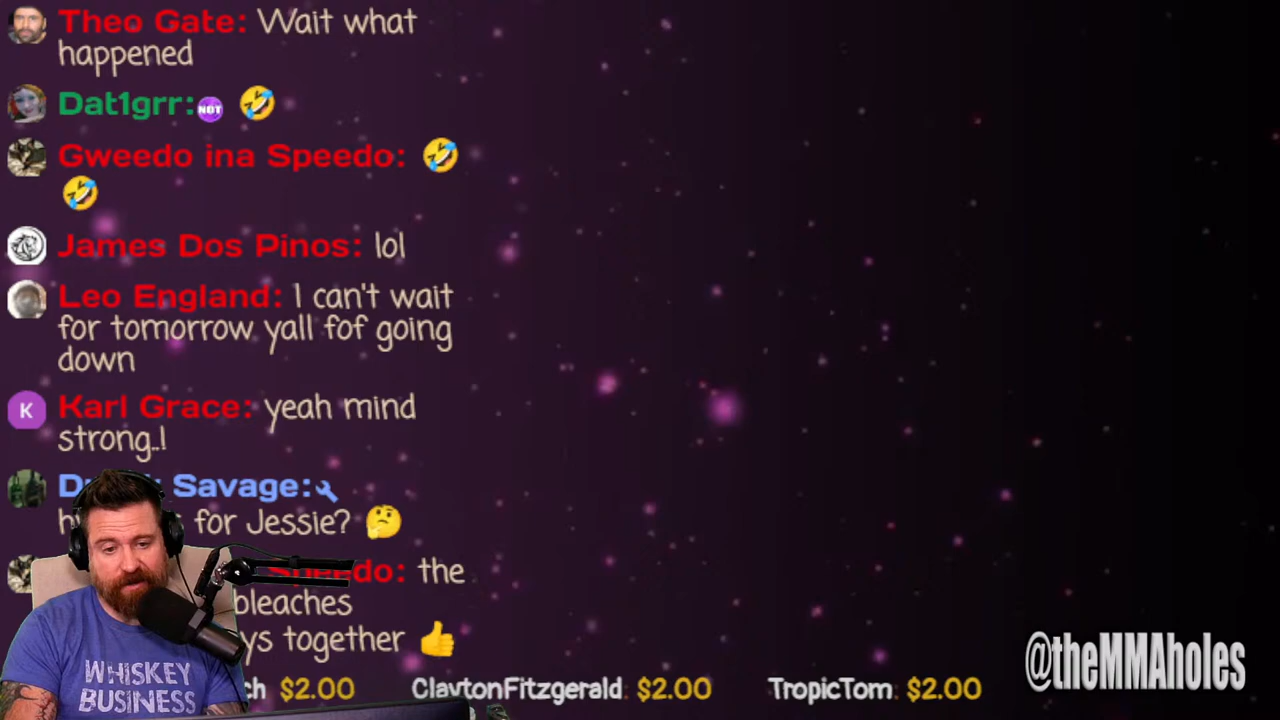 Theo Gate: Wait what
happened
Dat1grr: NOT 🤣
Gweedo ina Speedo: 🤣
🤣
James Dos Pinos: lol
Leo England: I can't wait
for tomorrow yall fof going
down
K Karl Grace: yeah mind
strong..!
Savage:
for Jessie? 🤔
Speedo: the
bleaches
together 👍
$2.00 ClaytonFitzgerald: $2.00 TropicTom: $2.00
WHISKEY
BUSINESS
@theMMAholes